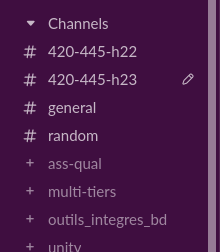 Channels
# 420-445-h22
# 420-445-h23
# general
# random
+ ass-qual
+ multi-tiers
+ outils_integres_bd
+ unity